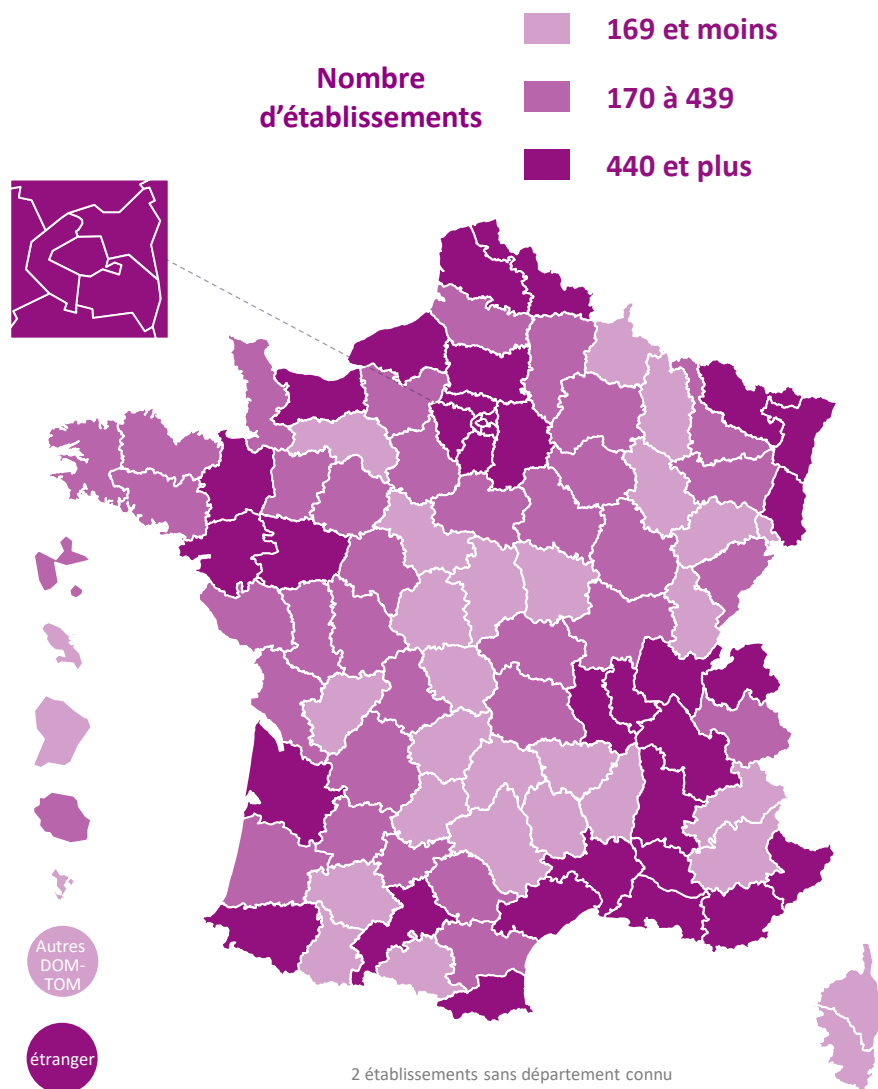 Nombre
d'établissements
169 et moins
170 à 439
440 et plus
Autres
DOM-
TOM
étranger
2 établissements sans département connu